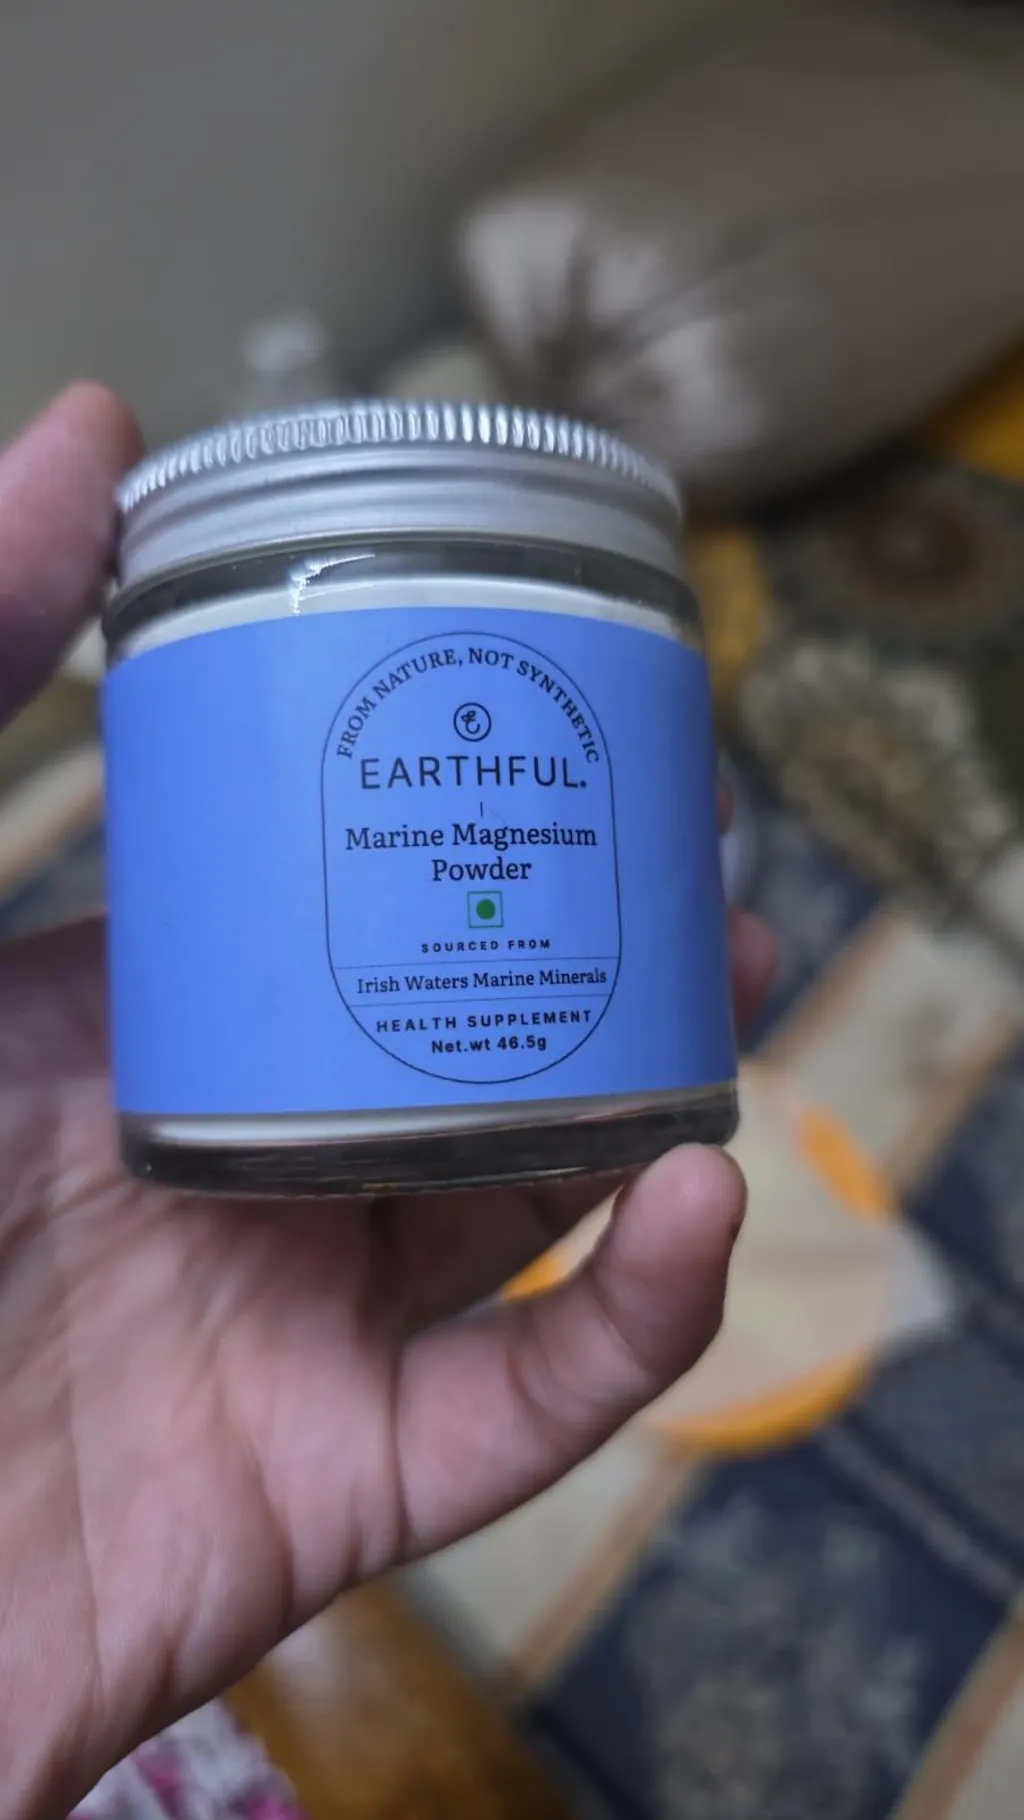 FROM NATURE, NOT SYNTHETIC
EARTHFUL.
Marine Magnesium
Powder
SOURCED FROM
Irish Waters Marine Minerals
HEALTH SUPPLEMENT
Net.wt 46.5g